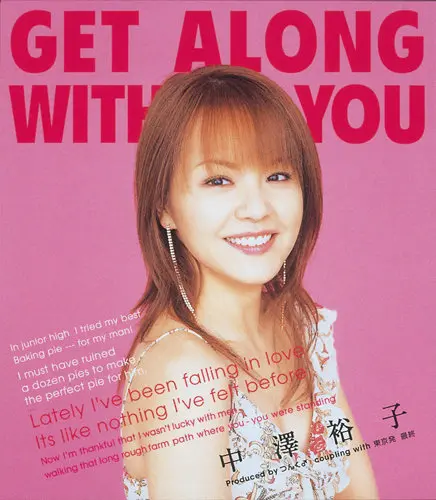 GET ALONG
WITH YOU
In junior high I tried my best
Baking pie --- for my man!
I must have ruined
a dozen pies to make
the perfect pie for him.
Lately I've been falling in love
Its like nothing I've felt before
Now I'm thankful that I wasn't lucky with men
walking that long rough farm path where you - you were standing
中澤裕子
Produced by つんく♂ coupling with 東京発 最終